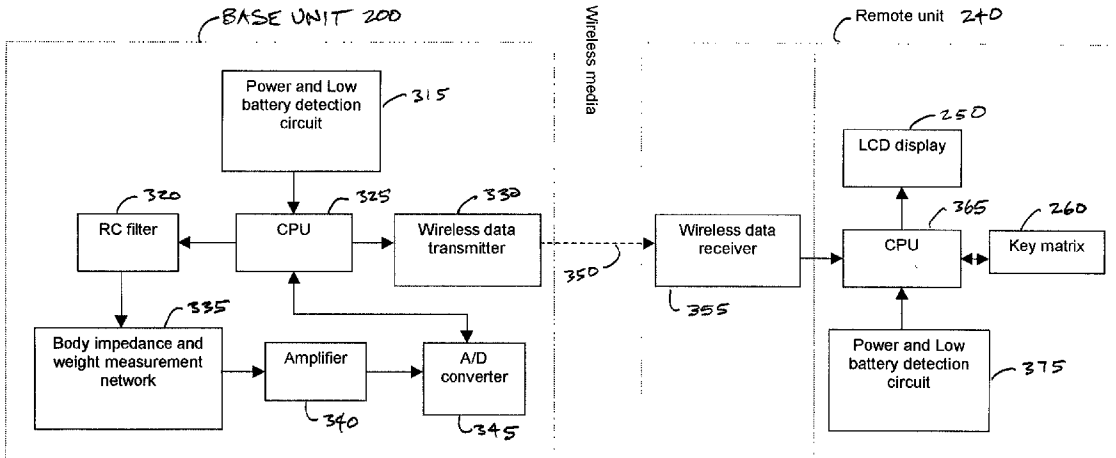 BASE UNIT 200
Wireless media
Remote unit 240
Power and Low
battery detection
circuit
315
250
LCD display
320
RC filter
325
CPU
330
Wireless data
transmitter
350
Wireless data
receiver
355
365
CPU
260
Key matrix
335
Body impedance and
weight measurement
network
Amplifier
340
A/D
converter
345
Power and Low
battery detection
circuit
375